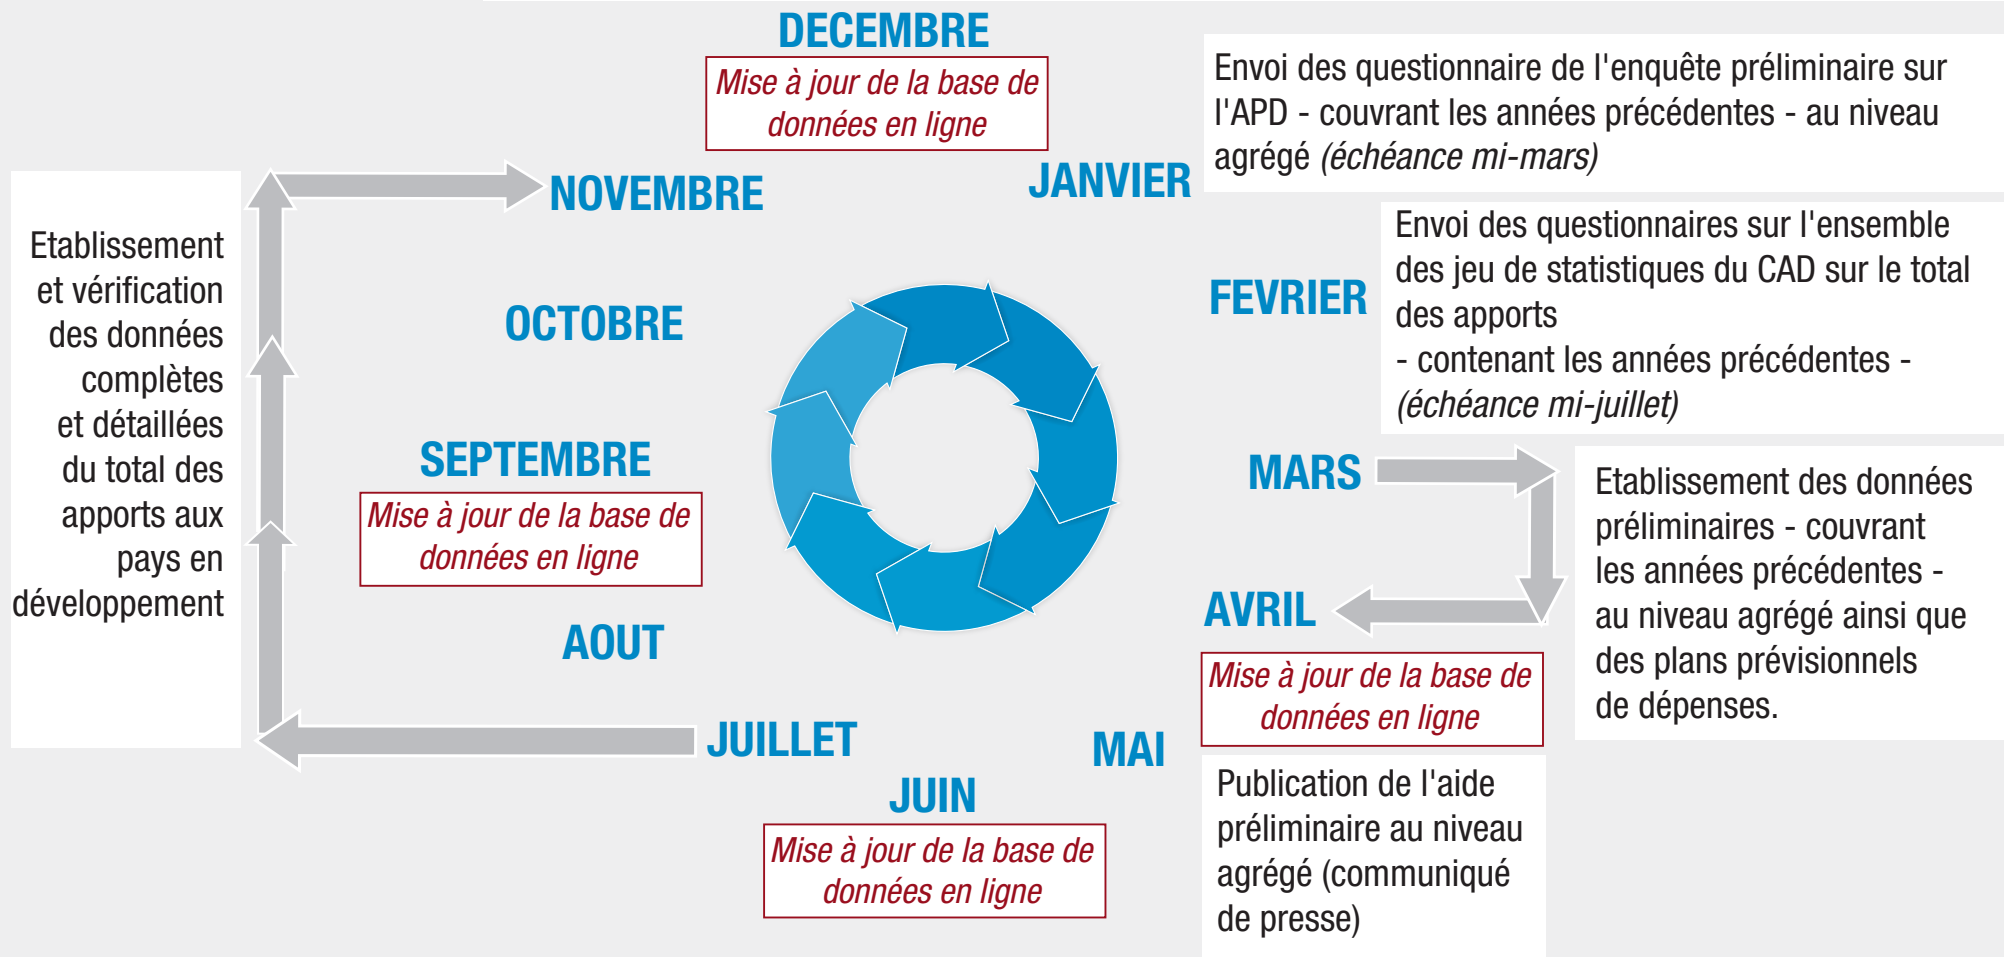 DECEMBRE
Mise à jour de la base de
données en ligne
JANVIER
Envoi des questionnaire de l'enquête préliminaire sur
l'APD - couvrant les années précédentes - au niveau
agrégé (échéance mi-mars)
FEVRIER
Envoi des questionnaires sur l'ensemble
des jeu de statistiques du CAD sur le total
des apports
- contenant les années précédentes -
(échéance mi-juillet)
MARS
Etablissement des données
préliminaires - couvrant
les années précédentes -
au niveau agrégé ainsi que
des plans prévisionnels
de dépenses.
AVRIL
Mise à jour de la base de
données en ligne
Publication de l'aide
préliminaire au niveau
agrégé (communiqué
de presse)
MAI
JUIN
Mise à jour de la base de
données en ligne
JUILLET
AOUT
SEPTEMBRE
Mise à jour de la base de
données en ligne
OCTOBRE
NOVEMBRE
Etablissement
et vérification
des données
complètes
et détaillées
du total des
apports aux
pays en
développement